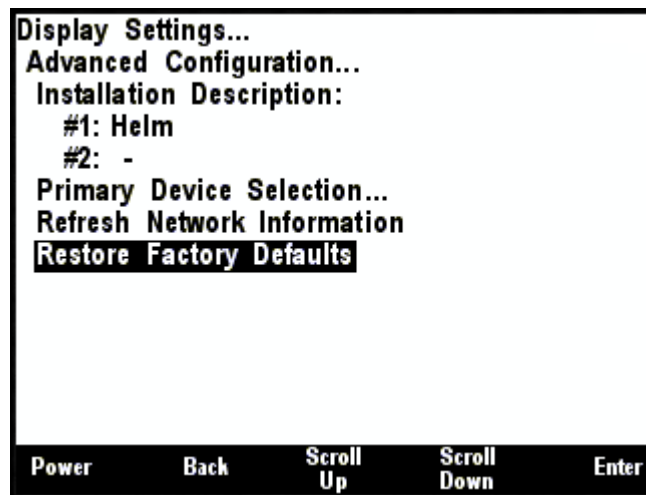 Display Settings...
Advanced Configuration...
Installation Description:
#1: Helm
#2: -
Primary Device Selection...
Refresh Network Information
Restore Factory Defaults
Power Back Scroll Up Scroll Down Enter